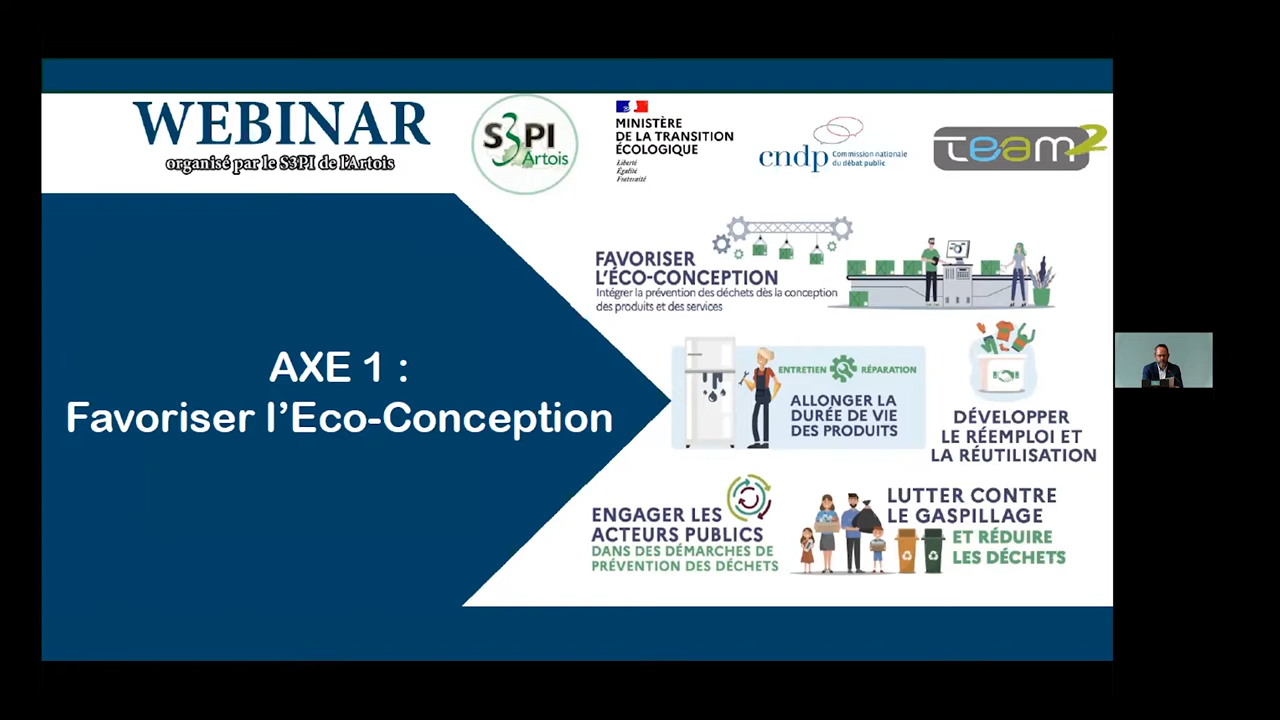 WEBINAR
organisé par le S3PI de l'Artois
S3PI
Artois
MINISTÈRE
DE LA TRANSITION
ÉCOLOGIQUE
Liberté
Égalité
Fraternité
cndp
Commission nationale
du débat public
team2
AXE 1 :
Favoriser l'Eco-Conception
FAVORISER
L'ÉCO-CONCEPTION
Intégrer la prévention des déchets dès la conception
des produits et des services
ENTRETIEN RÉPARATION
ALLONGER LA
DURÉE DE VIE
DES PRODUITS
DÉVELOPPER
LE RÉEMPLOI ET
LA RÉUTILISATION
ENGAGER LES
ACTEURS PUBLICS
DANS DES DÉMARCHES DE
PRÉVENTION DES DÉCHETS
LUTTER CONTRE
LE GASPILLAGE
ET RÉDUIRE
LES DÉCHETS